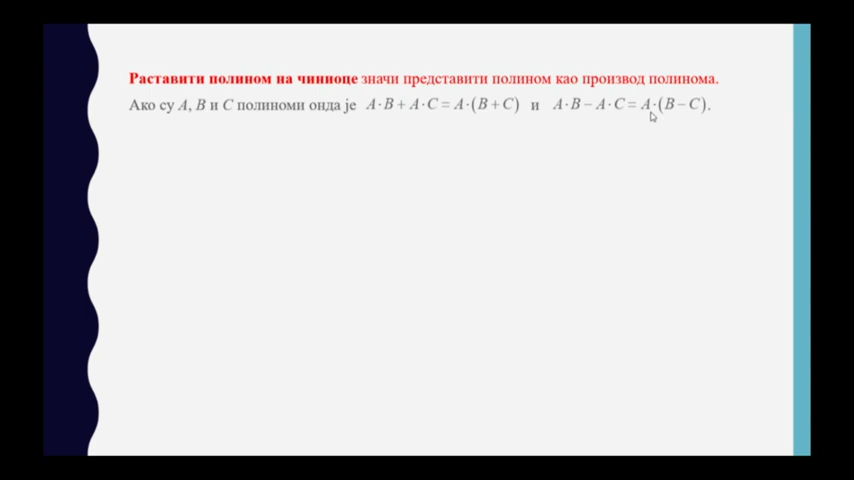 Раставити полином на чиниоце значи представити полином као производ полинома.
Ако су A, B и C полиноми онда је A·B + A·C = A·(B + C) и A·B − A·C = A·(B − C).